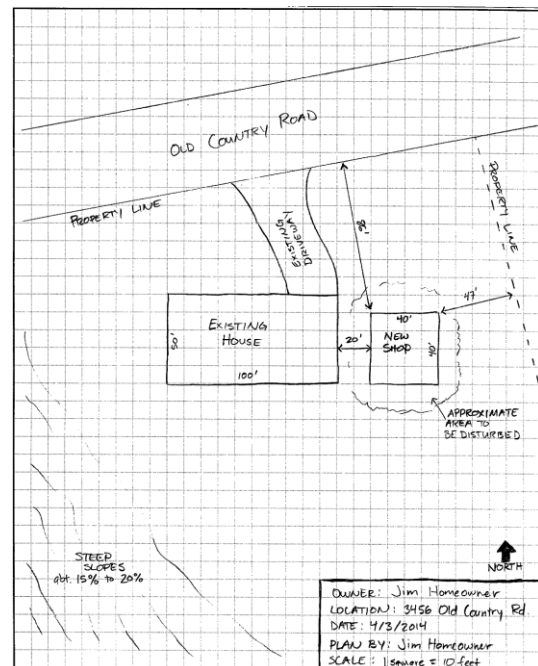 OLD COUNTRY ROAD
PROPERTY LINE
PROPERTY LINE
EXISTING
DRIVEWAY
47'
EXISTING
HOUSE
50'
100'
20'
40'
NEW
SHOP
APPROXIMATE
AREA TO
BE DISTURBED
STEEP
SLOPES
abt. 15% to 20%
NORTH
OWNER: Jim Homeowner
LOCATION: 3456 Old Country Rd.
DATE: 4/3/2014
PLAN BY: Jim Homeowner
SCALE: 1 square = 10 feet